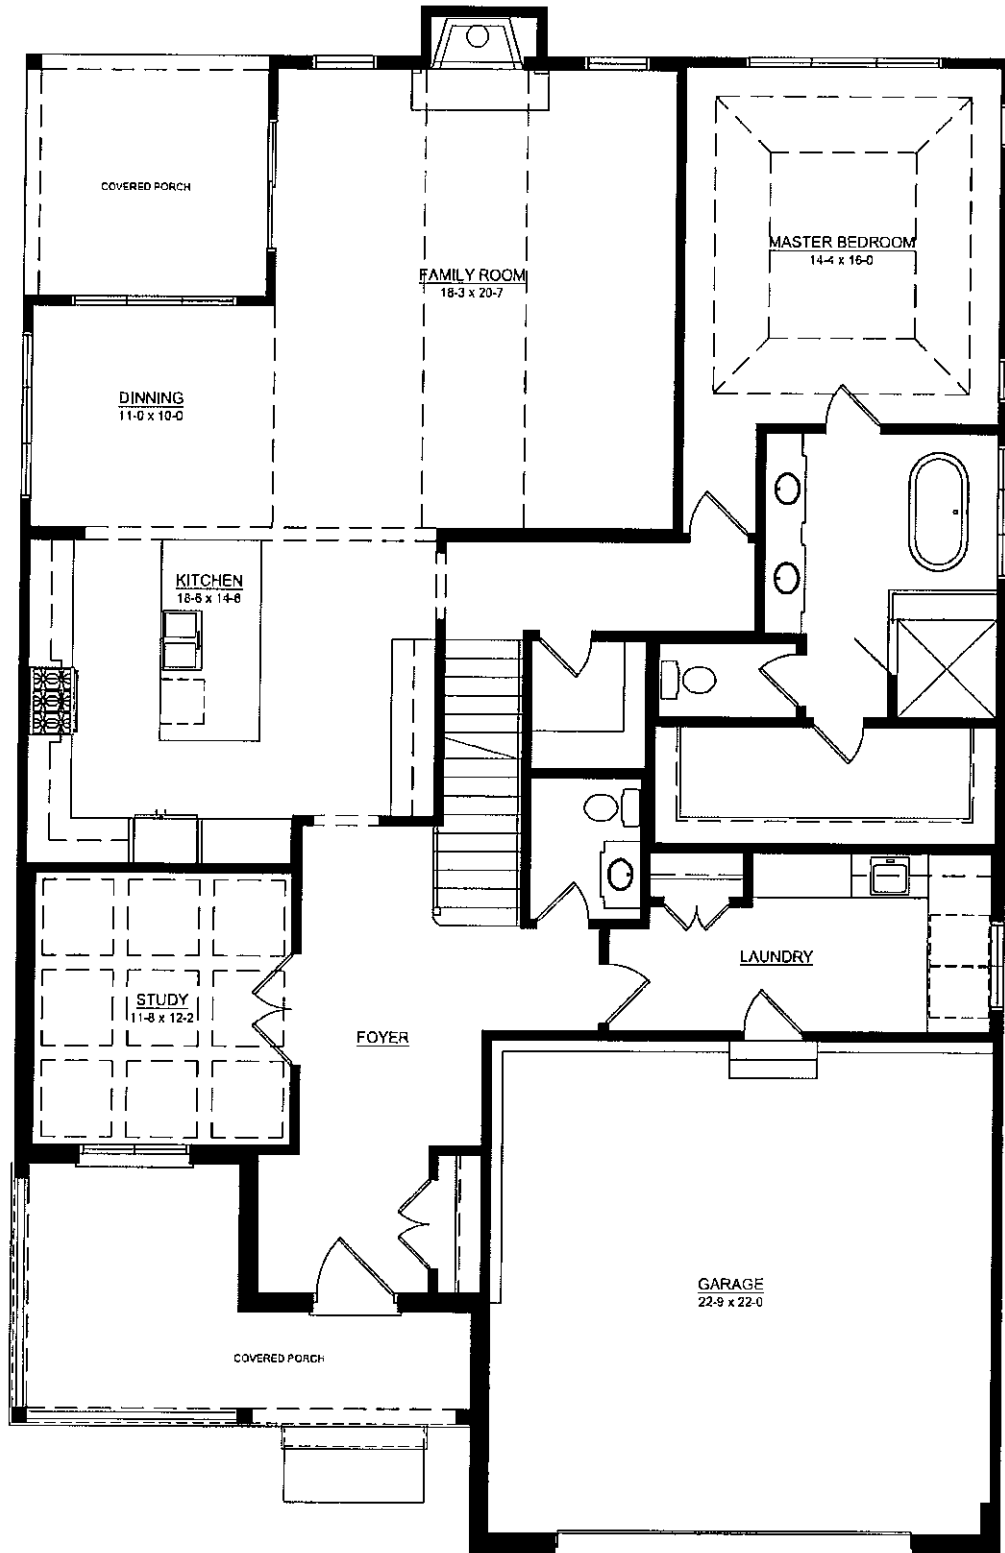 COVERED PORCH
MASTER BEDROOM
14-4 x 16-0
FAMILY ROOM
18-3 x 20-7
DINNING
11-0 x 10-0
KITCHEN
18-6 x 14-6
LAUNDRY
STUDY
11-8 x 12-2
FOYER
GARAGE
22-9 x 22-0
COVERED PORCH